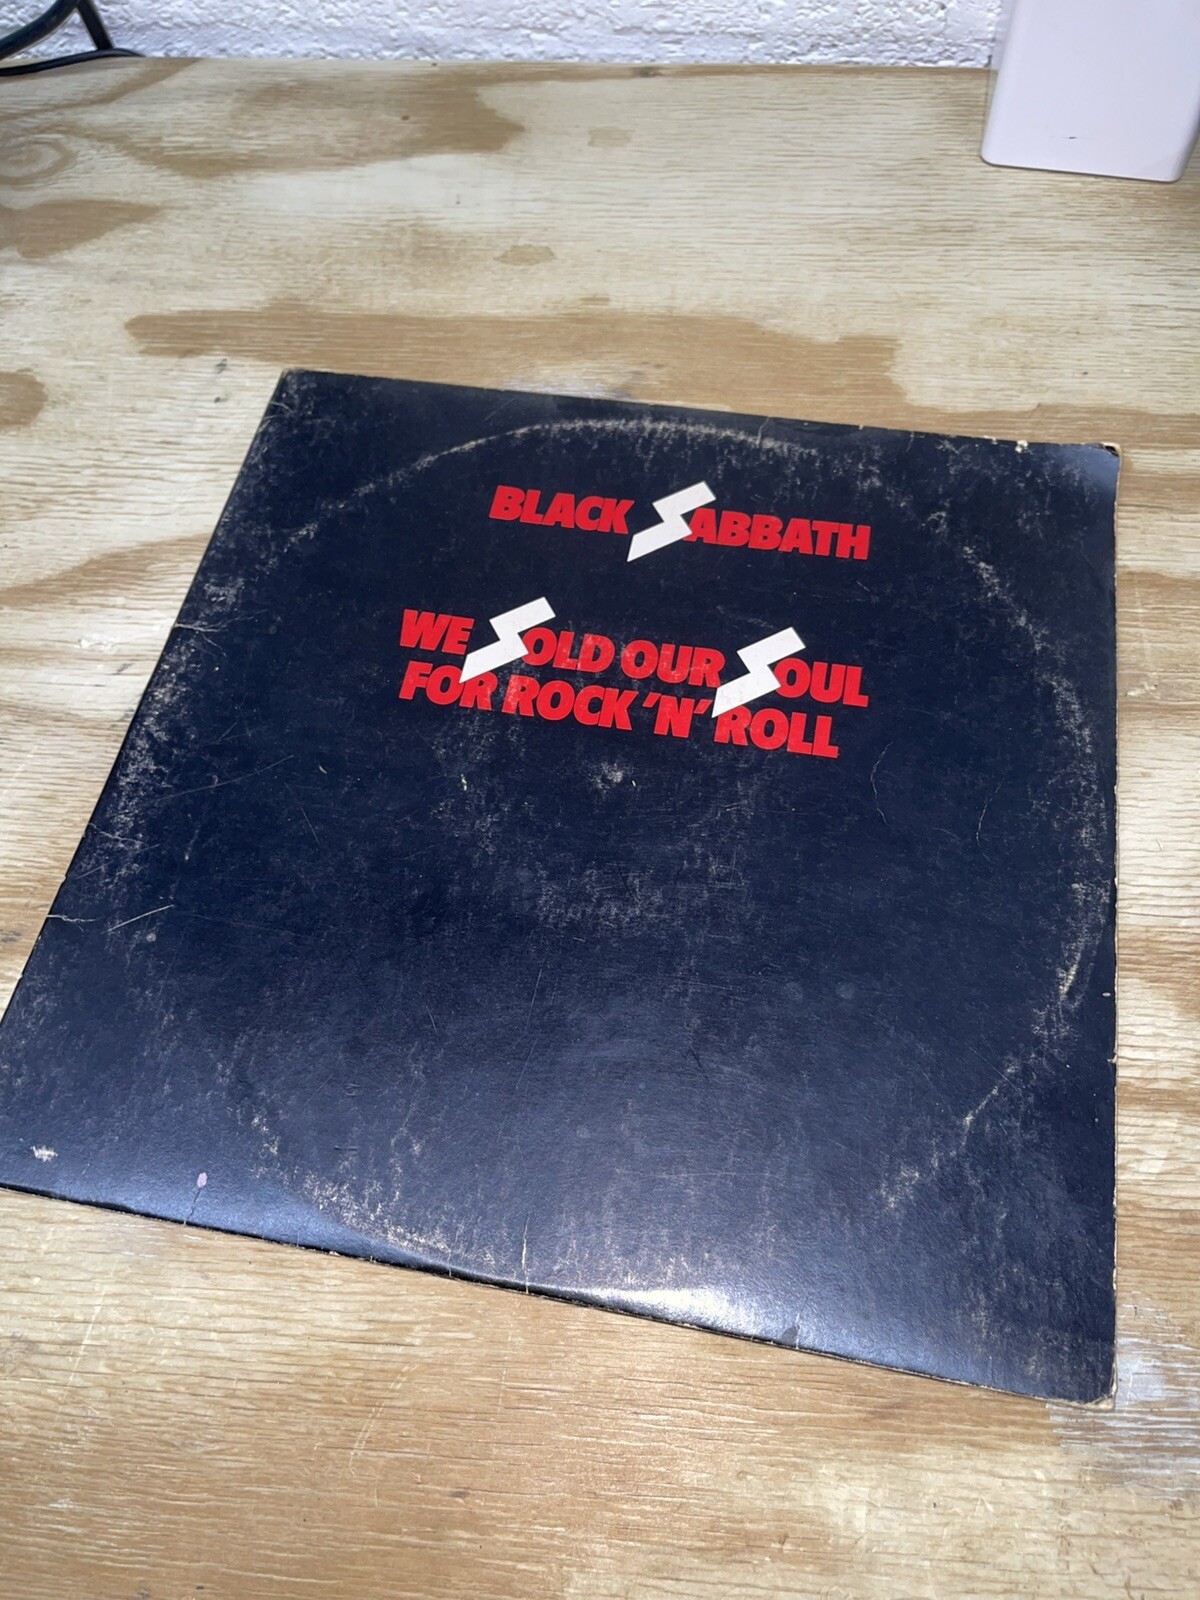 BLACK SABBATH
WE SOLD OUR SOUL
FOR ROCK 'N' ROLL